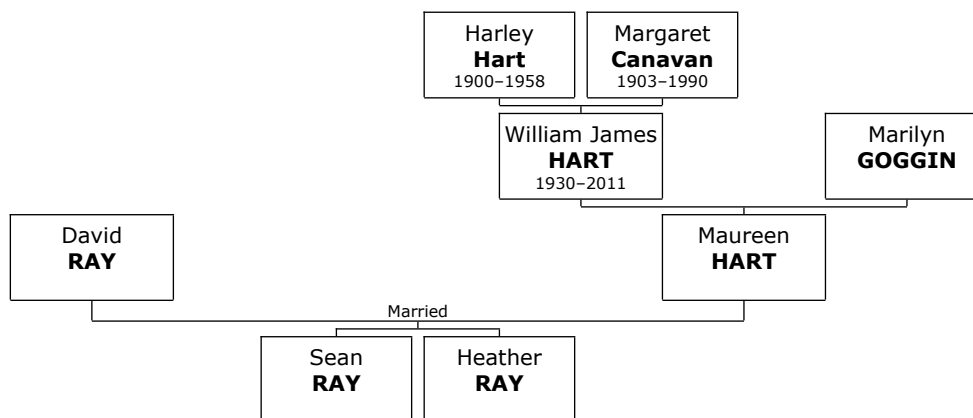 Harley
Hart
1900–1958
Margaret
Canavan
1903–1990
William James
HART
1930–2011
Marilyn
GOGGIN
David
RAY
Maureen
HART
Married
Sean
RAY
Heather
RAY